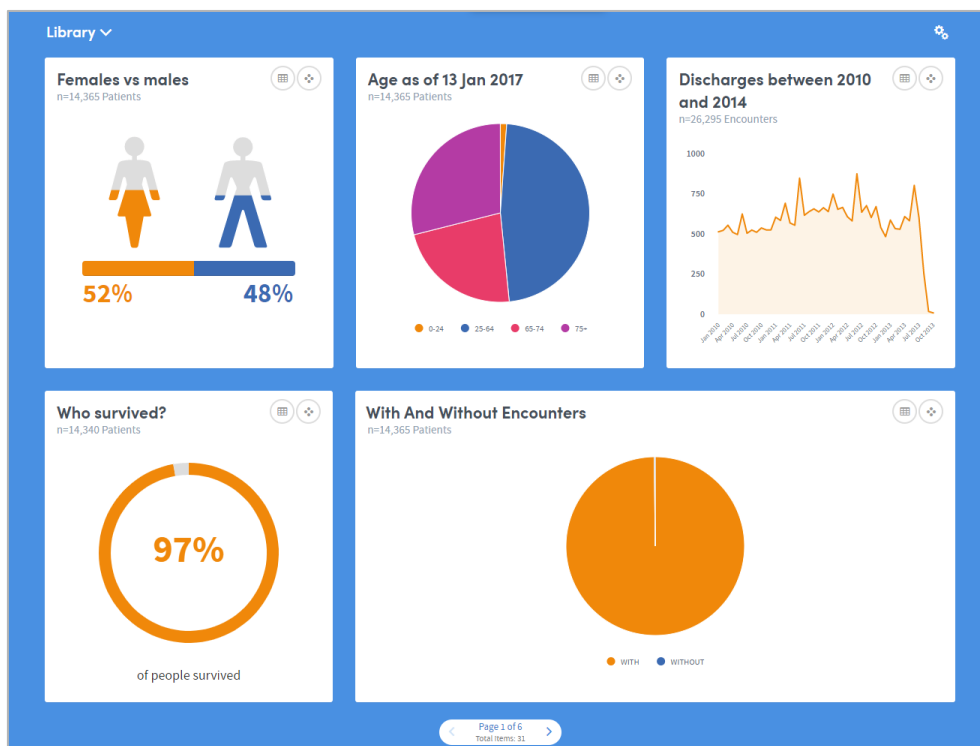 Library
Females vs males
n=14,365 Patients
52%
48%
Age as of 13 Jan 2017
n=14,365 Patients
0-24
25-64
65-74
75+
Discharges between 2010
and 2014
n=26,295 Encounters
1000
750
500
250
0
Jan 2010
Apr 2010
Jul 2010
Oct 2010
Jan 2011
Apr 2011
Jul 2011
Oct 2011
Jan 2012
Apr 2012
Jul 2012
Oct 2012
Jan 2013
Apr 2013
Jul 2013
Oct 2013
Who survived?
n=14,340 Patients
97%
of people survived
With And Without Encounters
n=14,365 Patients
WITH
WITHOUT
Page 1 of 6
Total Items: 31